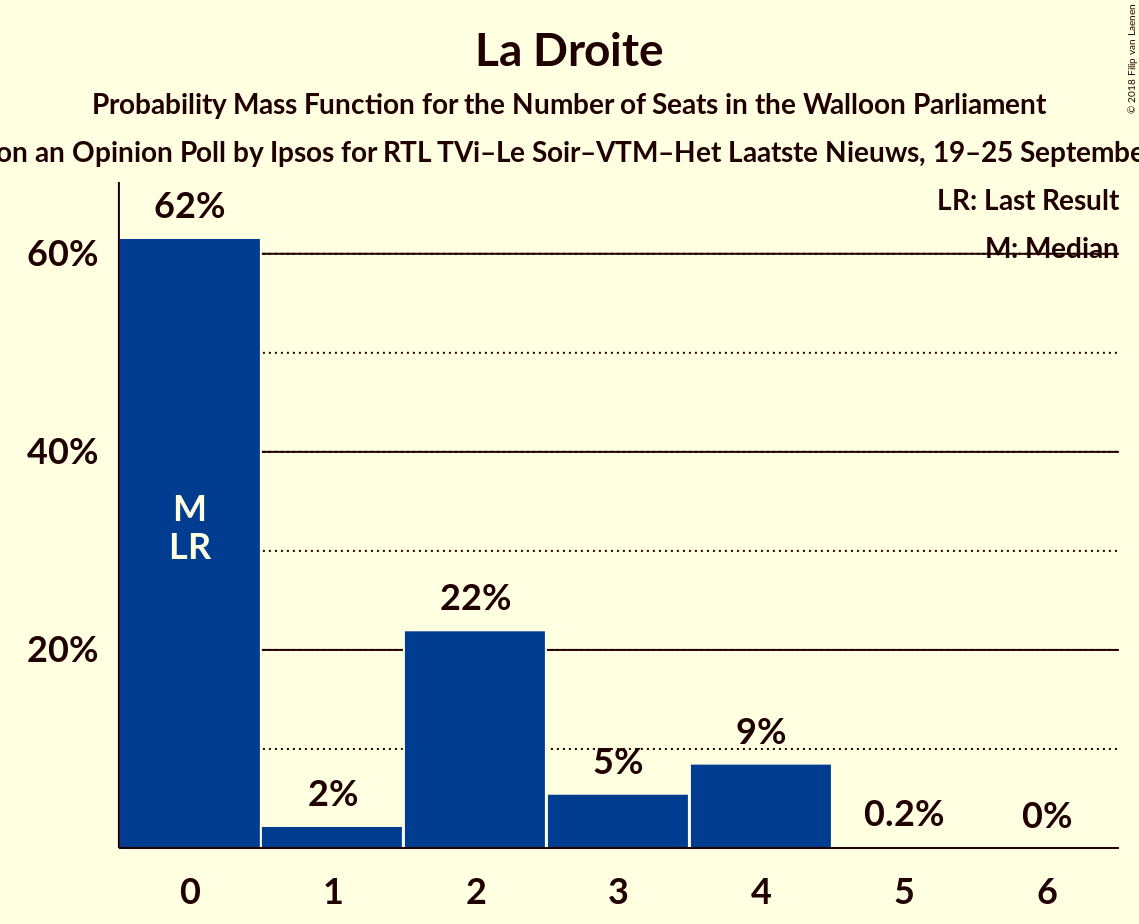 © 2018 Filip van Laenen
La Droite
Probability Mass Function for the Number of Seats in the Walloon Parliament
on an Opinion Poll by Ipsos for RTL TVi–Le Soir–VTM–Het Laatste Nieuws, 19–25 Septembe
LR: Last Result
M: Median
62%
60%
40%
20%
M
LR
2%
22%
5%
9%
0.2%
0%
0 1 2 3 4 5 6